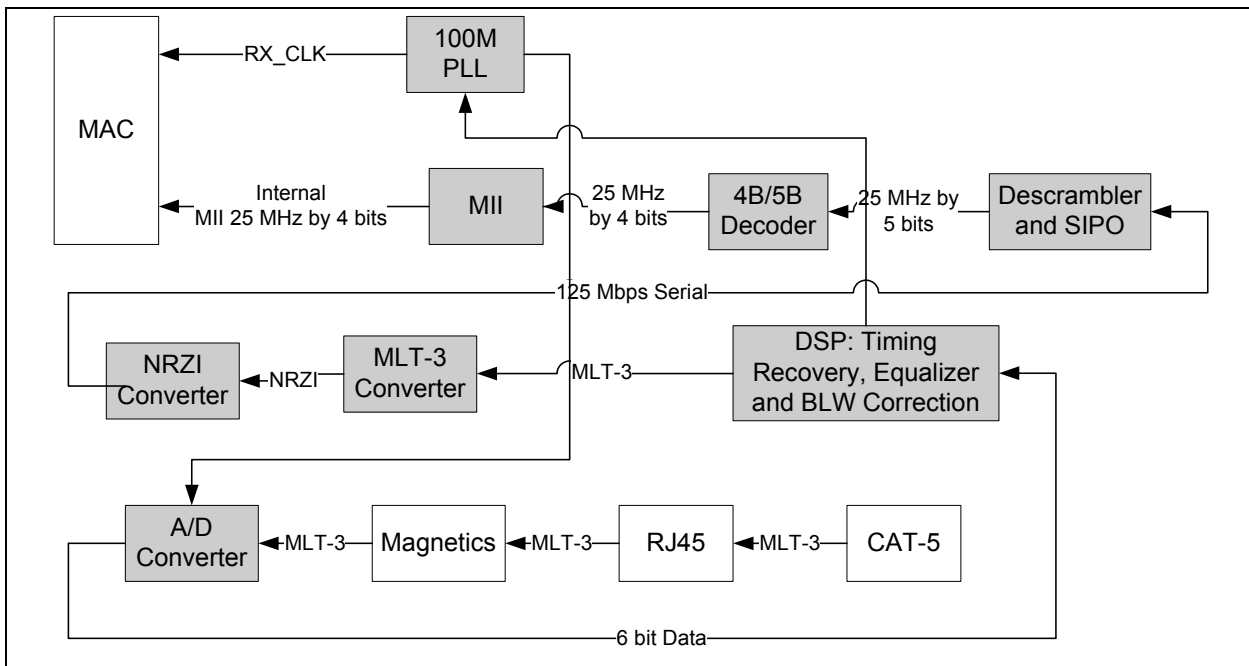 RX_CLK
100M
PLL
MAC
Internal
MII 25 MHz by 4 bits
MII
25 MHz
by 4 bits
4B/5B
Decoder
25 MHz by
5 bits
Descrambler
and SIPO
125 Mbps Serial
NRZI
Converter
NRZI
MLT-3
Converter
MLT-3
DSP: Timing
Recovery, Equalizer
and BLW Correction
A/D
Converter
MLT-3
Magnetics
MLT-3
RJ45
MLT-3
CAT-5
6 bit Data